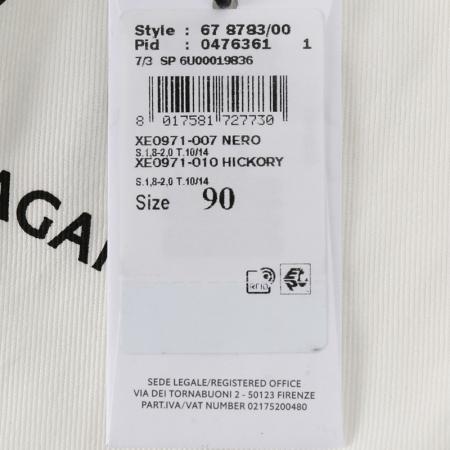 Style : 67 8783/00
Pid : 0476361 1
7/3 SP 6U00019836
8 017581 727730
XE0971-007 NERO
S.1,8-2,0 T.10/14
XE0971-010 HICKORY
S.1,8-2,0 T.10/14
Size 90
AGA
RFID
SEDE LEGALE/REGISTERED OFFICE
VIA DEI TORNABUONI 2 - 50123 FIRENZE
PART.IVA/VAT NUMBER 02175200480